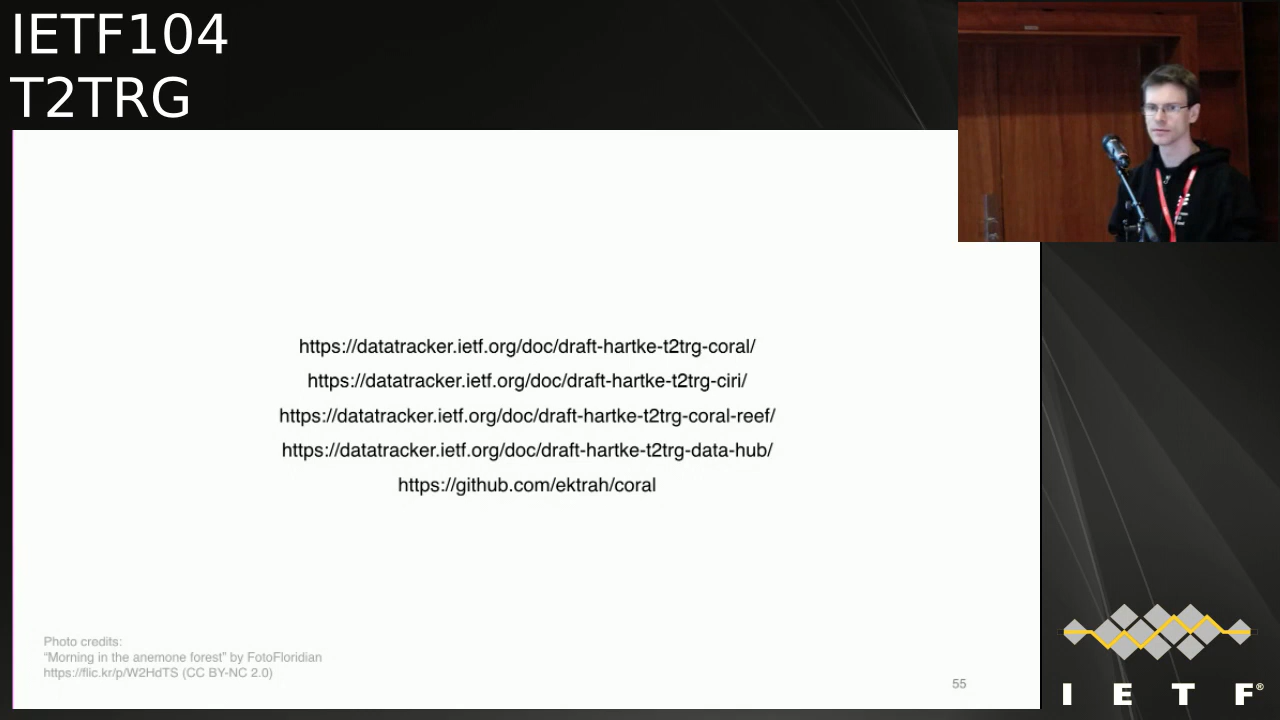 IETF104
T2TRG
https://datatracker.ietf.org/doc/draft-hartke-t2trg-coral/
https://datatracker.ietf.org/doc/draft-hartke-t2trg-ciri/
https://datatracker.ietf.org/doc/draft-hartke-t2trg-coral-reef/
https://datatracker.ietf.org/doc/draft-hartke-t2trg-data-hub/
https://github.com/ektrah/coral
Photo credits:
“Morning in the anemone forest” by FotoFloridian
https://flic.kr/p/W2HdTS (CC BY-NC 2.0)
55
I E T F®